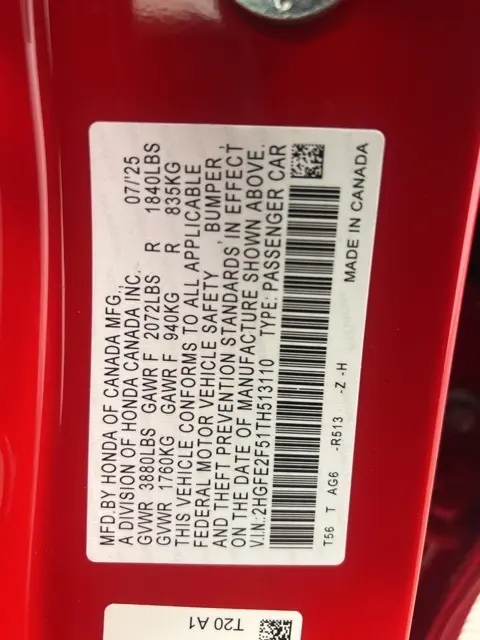 MFD.BY HONDA OF CANADA MFG., 07/'25
A DIVISION OF HONDA CANADA INC.
GVWR 3880LBS GAWR F 2072LBS R 1840LBS
GVWR 1760KG GAWR F 940KG R 835KG
THIS VEHICLE CONFORMS TO ALL APPLICABLE
FEDERAL MOTOR VEHICLE SAFETY, BUMPER,
AND THEFT PREVENTION STANDARDS IN EFFECT
ON THE DATE OF MANUFACTURE SHOWN ABOVE.
V.I.N.:2HGFE2F51TH513110 TYPE: PASSENGER CAR
T56 T AG6 -R513 -Z -H MADE IN CANADA
T20 A1